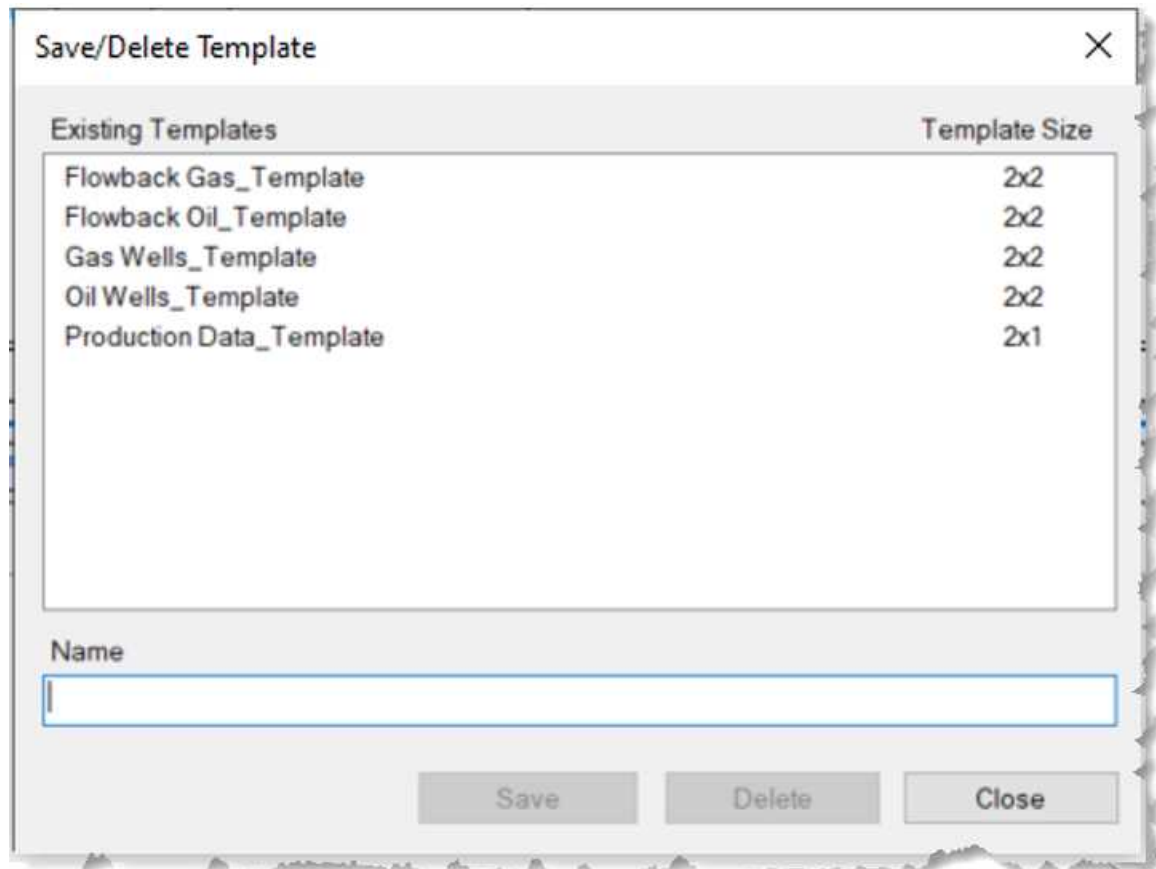 Save/Delete Template
Existing Templates Template Size
Flowback Gas_Template 2x2
Flowback Oil_Template 2x2
Gas Wells_Template 2x2
Oil Wells_Template 2x2
Production Data_Template 2x1
Name
Save Delete Close